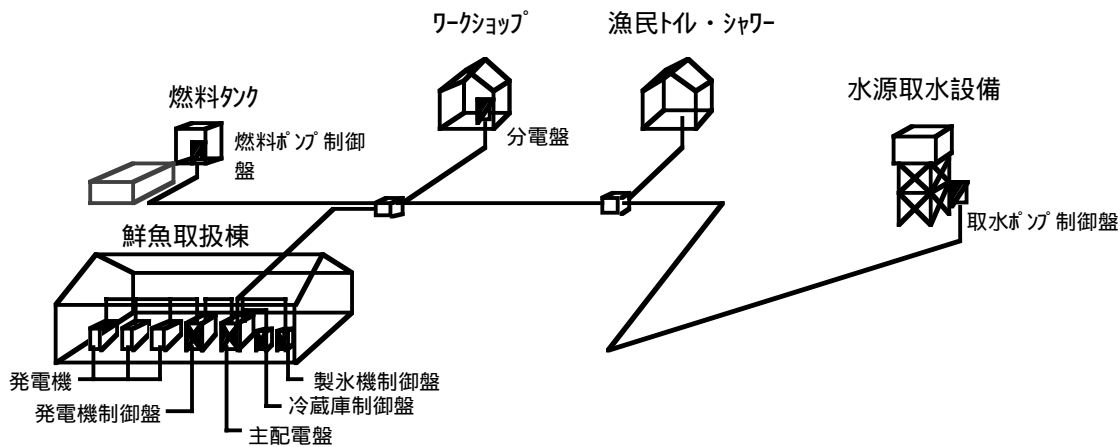 ﾜｰｸｼｮｯﾌﾟ
漁民ﾄｲﾚ・ｼｬﾜｰ
水源取水設備
燃料ﾀﾝｸ
燃料ﾎﾟﾝﾌﾟ制御
盤
分電盤
取水ﾎﾟﾝﾌﾟ制御盤
鮮魚取扱棟
発電機
製氷機制御盤
発電機制御盤
冷蔵庫制御盤
主配電盤